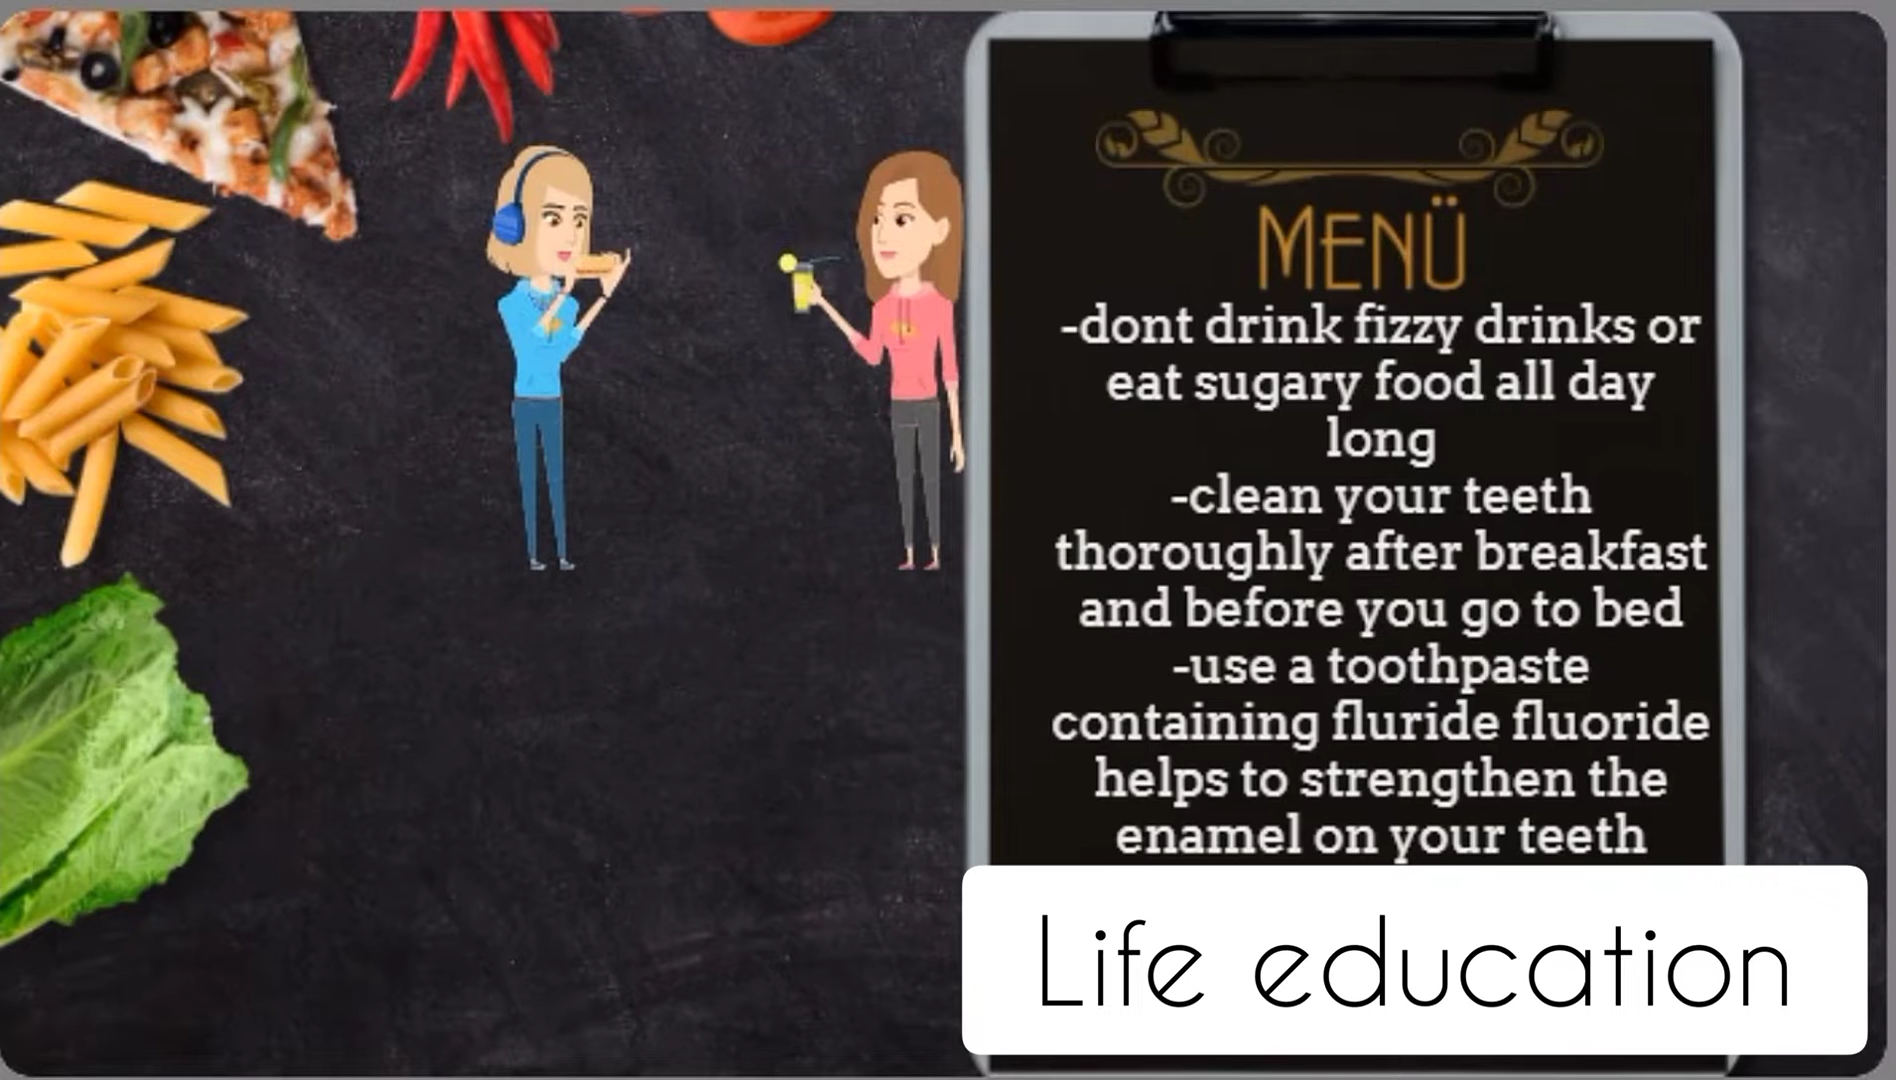 MENÜ
-dont drink fizzy drinks or
eat sugary food all day
long
-clean your teeth
thoroughly after breakfast
and before you go to bed
-use a toothpaste
containing fluride fluoride
helps to strengthen the
enamel on your teeth
Life education